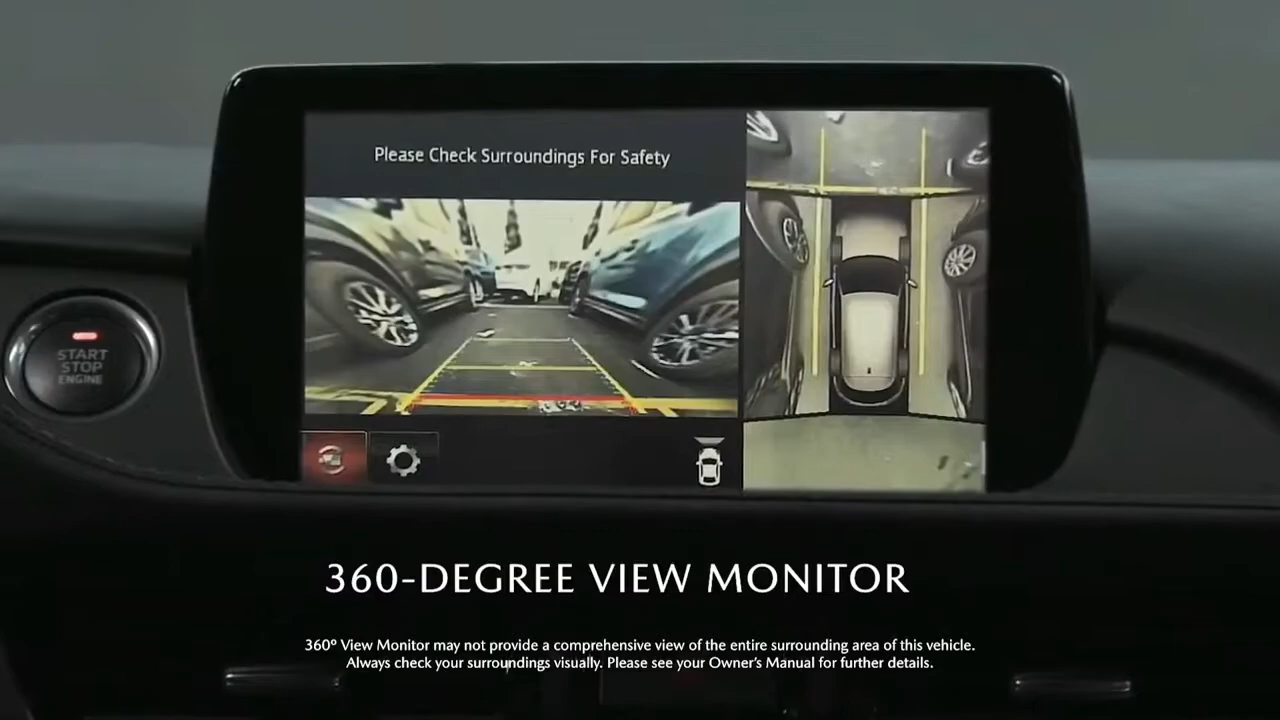 Please Check Surroundings For Safety
START
STOP
ENGINE
360-DEGREE VIEW MONITOR
360º View Monitor may not provide a comprehensive view of the entire surrounding area of this vehicle.
Always check your surroundings visually. Please see your Owner's Manual for further details.